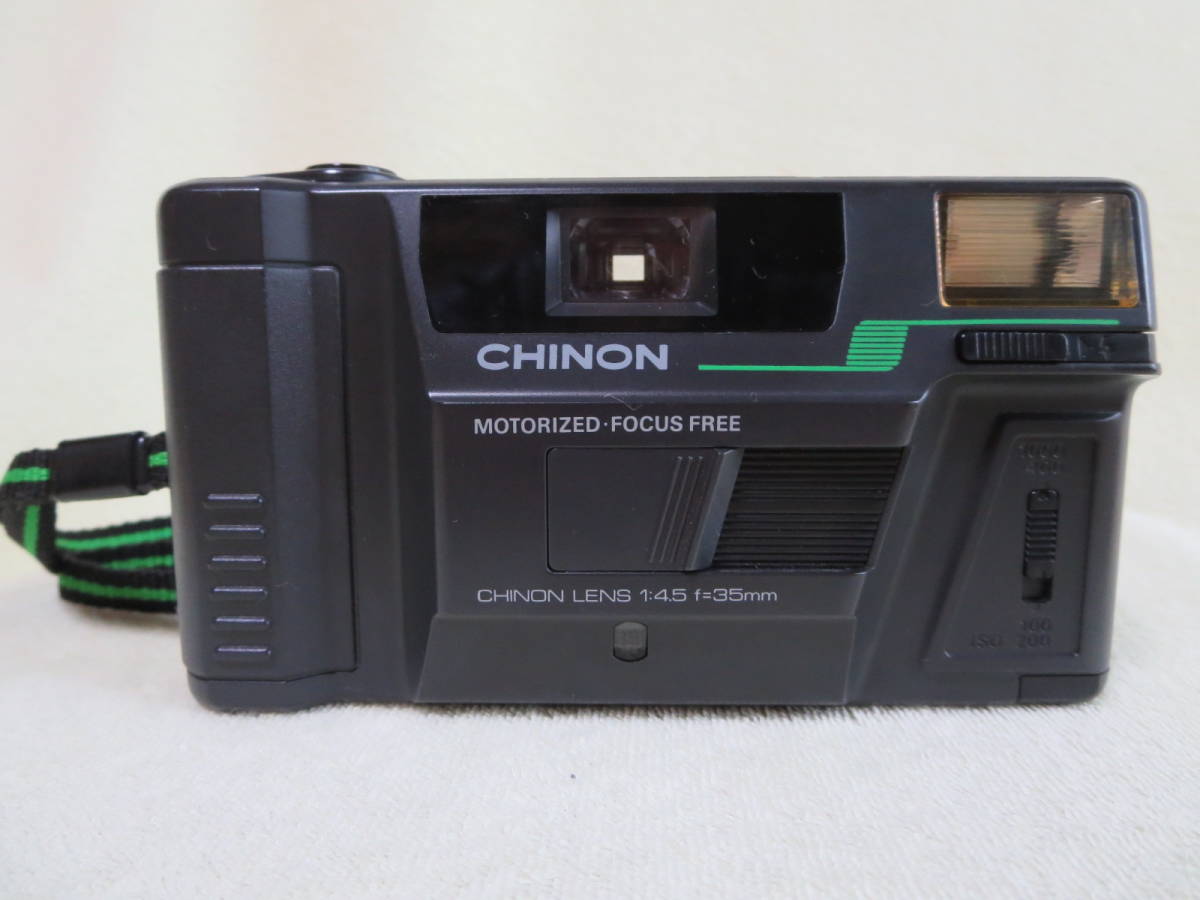 CHINON
MOTORIZED·FOCUS FREE
CHINON LENS 1:4.5 f=35mm
1000
400
100
ISO 200